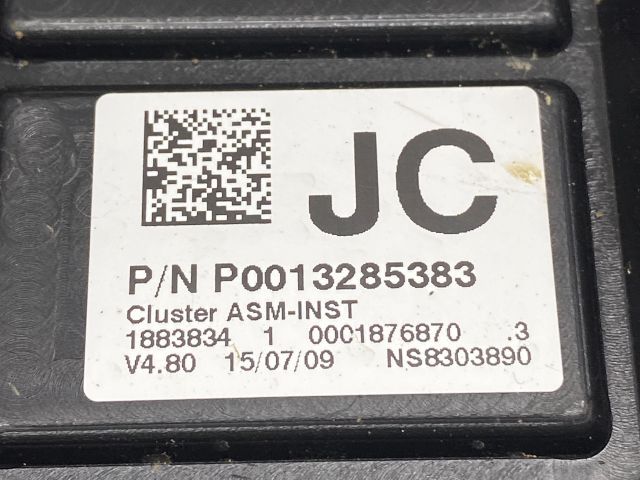 JC
P/N P0013285383
Cluster ASM-INST
1883834 1 0001876870 .3
V4.80 15/07/09 NS8303890